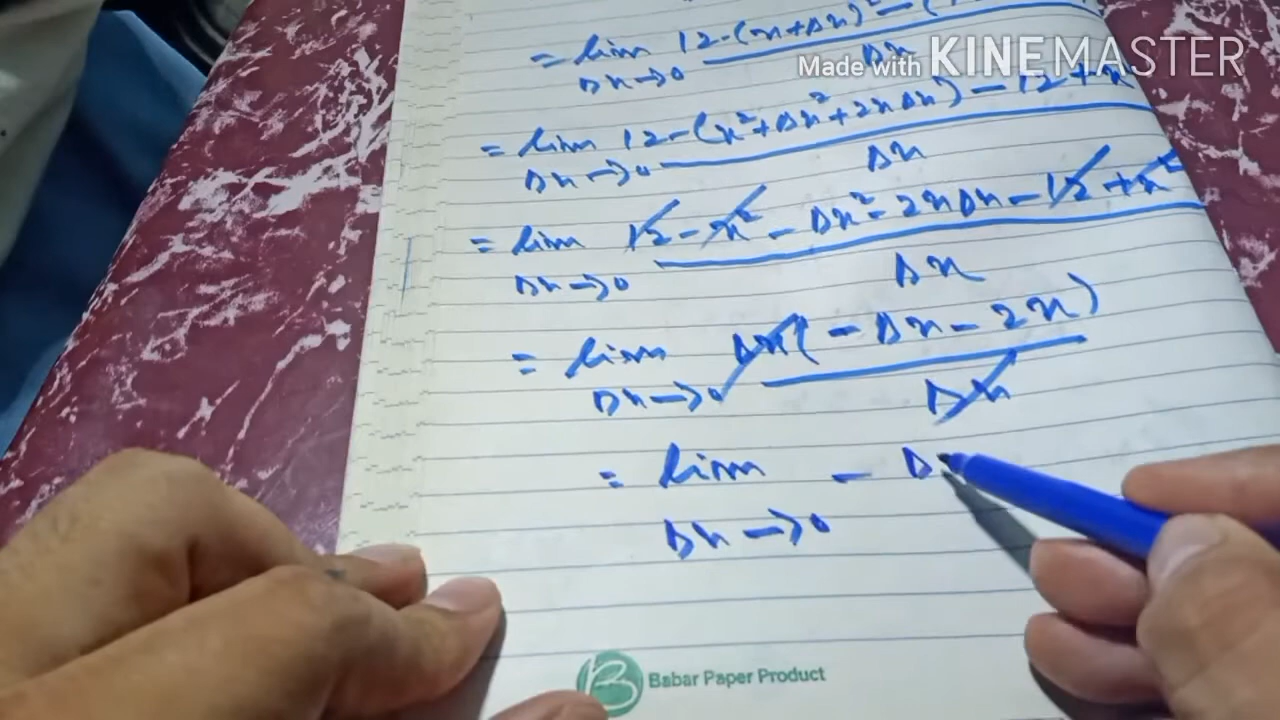 = lim 12-(x+Δx)²-(
Δx→0 Δx
Made with KINEMASTER
= lim 12-(x²+Δx²+2xΔx)-12+x²
Δx→0 Δx
= lim 12-x²-Δx²-2xΔx-12+x²
Δx→0 Δx
= lim Δx(-Δx-2x)
Δx→0 Δx
= lim - Δ
Δx→0
B Babar Paper Product